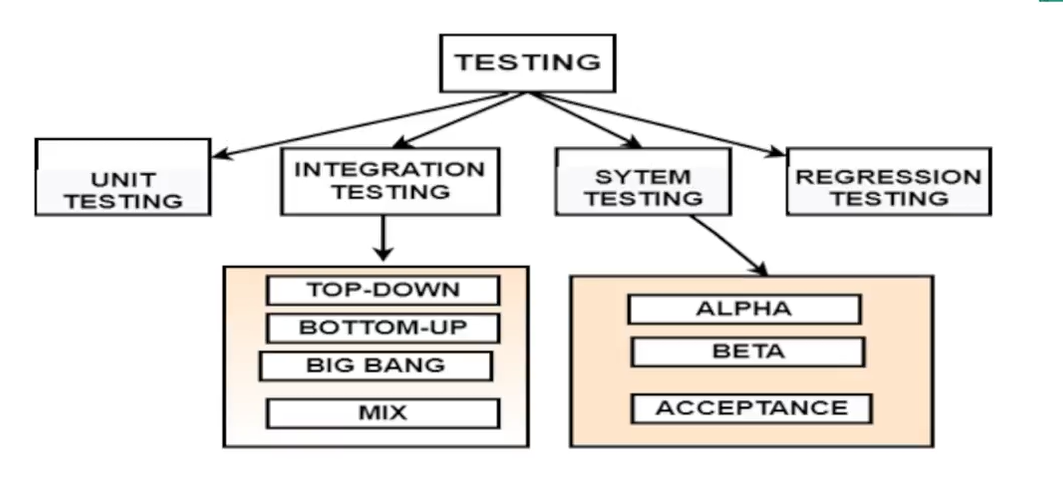 TESTING
UNIT
TESTING
INTEGRATION
TESTING
SYTEM
TESTING
REGRESSION
TESTING
TOP-DOWN
BOTTOM-UP
BIG BANG
MIX
ALPHA
BETA
ACCEPTANCE